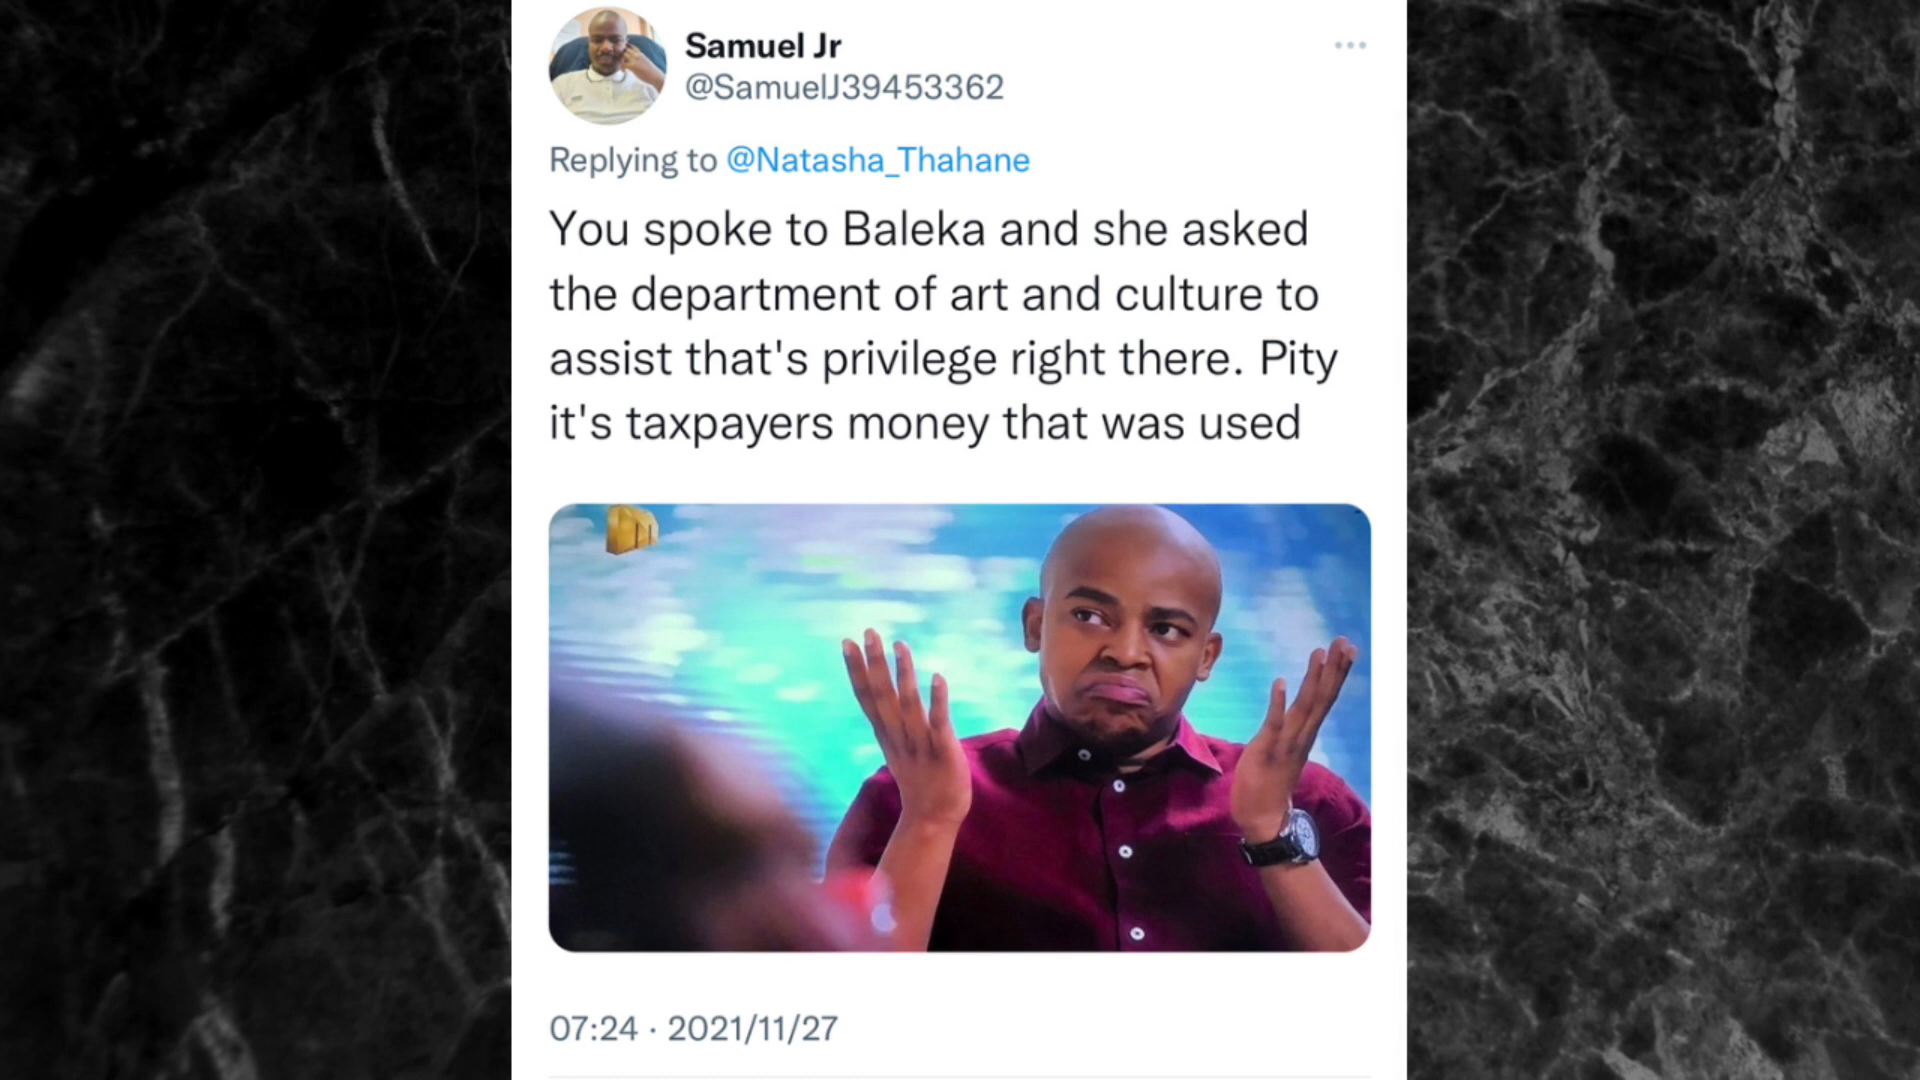 Samuel Jr
@SamuelJ39453362
Replying to @Natasha_Thahane
You spoke to Baleka and she asked
the department of art and culture to
assist that's privilege right there. Pity
it's taxpayers money that was used
07:24 · 2021/11/27